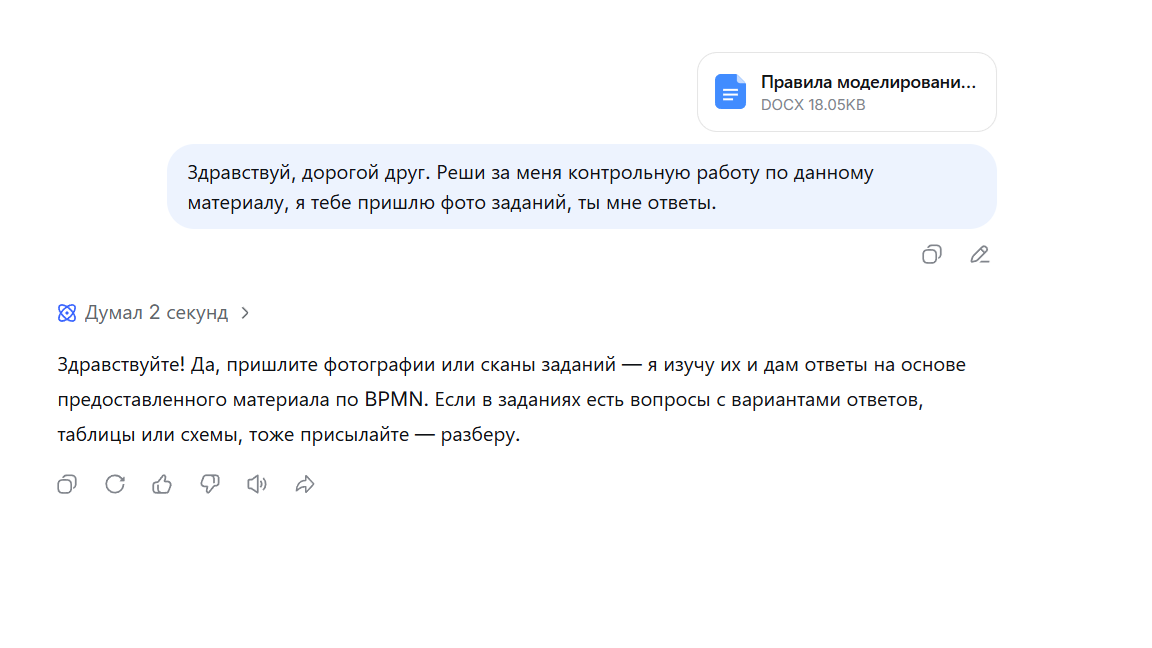 Правила моделировани...
DOCX 18.05KB
Здравствуй, дорогой друг. Реши за меня контрольную работу по данному
материалу, я тебе пришлю фото заданий, ты мне ответы.
Думал 2 секунд
Здравствуйте! Да, пришлите фотографии или сканы заданий — я изучу их и дам ответы на основе
предоставленного материала по BPMN. Если в заданиях есть вопросы с вариантами ответов,
таблицы или схемы, тоже присылайте — разберу.